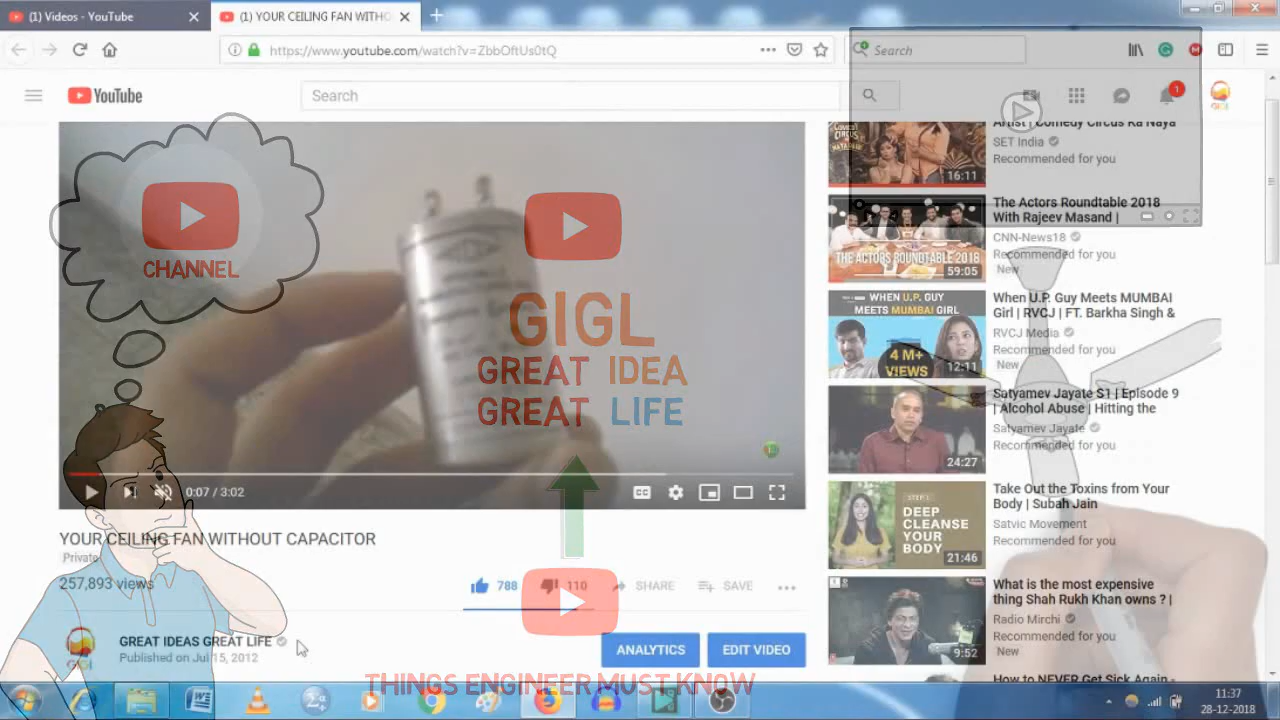 (1) Videos - YouTube
(1) YOUR CEILING FAN WITHO
https://www.youtube.com/watch?v=ZbbOftUs0tQ
Search
YouTube
Search
1
GIGL
CHANNEL
GIGL
GREAT IDEA
GREAT LIFE
0:07 / 3:02
CC
YOUR CEILING FAN WITHOUT CAPACITOR
Private
257,893 views
788
110
SHARE
SAVE
GREAT IDEAS GREAT LIFE
Published on Jul 15, 2012
GIGL
ANALYTICS
EDIT VIDEO
THINGS ENGINEER MUST KNOW
Artist | Comedy Circus Ka Naya
SET India
Recommended for you
16:11
The Actors Roundtable 2018
With Rajeev Masand |
CNN-News18
Recommended for you
New
THE ACTORS ROUNDTABLE 2018
59:05
When U.P. Guy Meets MUMBAI
Girl | RVCJ | FT. Barkha Singh &
RVCJ Media
Recommended for you
New
WHEN U.P. GUY
MEETS MUMBAI GIRL
4 M+
VIEWS
12:11
Satyamev Jayate S1 | Episode 9
| Alcohol Abuse | Hitting the
Satyamev Jayate
Recommended for you
24:27
Take Out the Toxins from Your
Body | Subah Jain
Satvic Movement
Recommended for you
STEP 1
DEEP
CLEANSE
YOUR
BODY
21:46
What is the most expensive
thing Shah Rukh Khan owns ? |
Radio Mirchi
Recommended for you
New
9:52
How to NEVER Get Sick Again -
11:37
28-12-2018